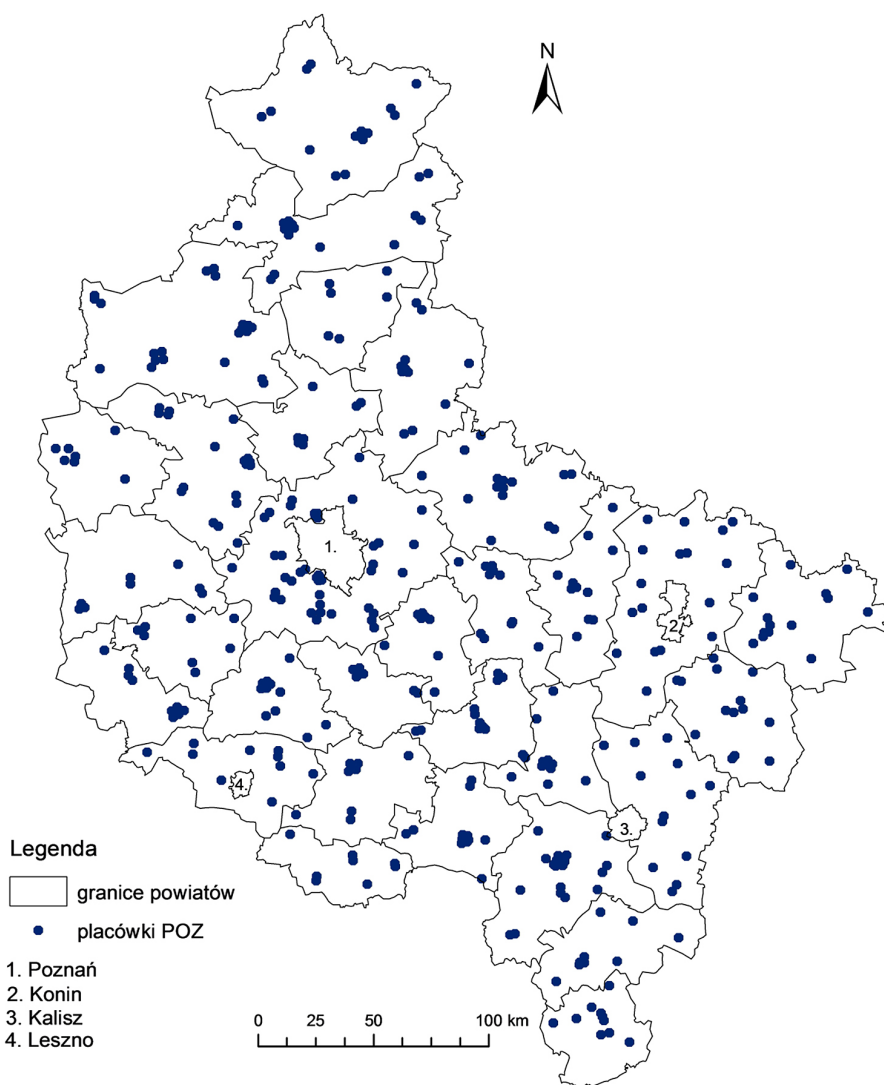 N
1.
2.
3.
4.
Legenda
granice powiatów
placówki POZ
1. Poznań
2. Konin
3. Kalisz
4. Leszno
0 25 50 100 km